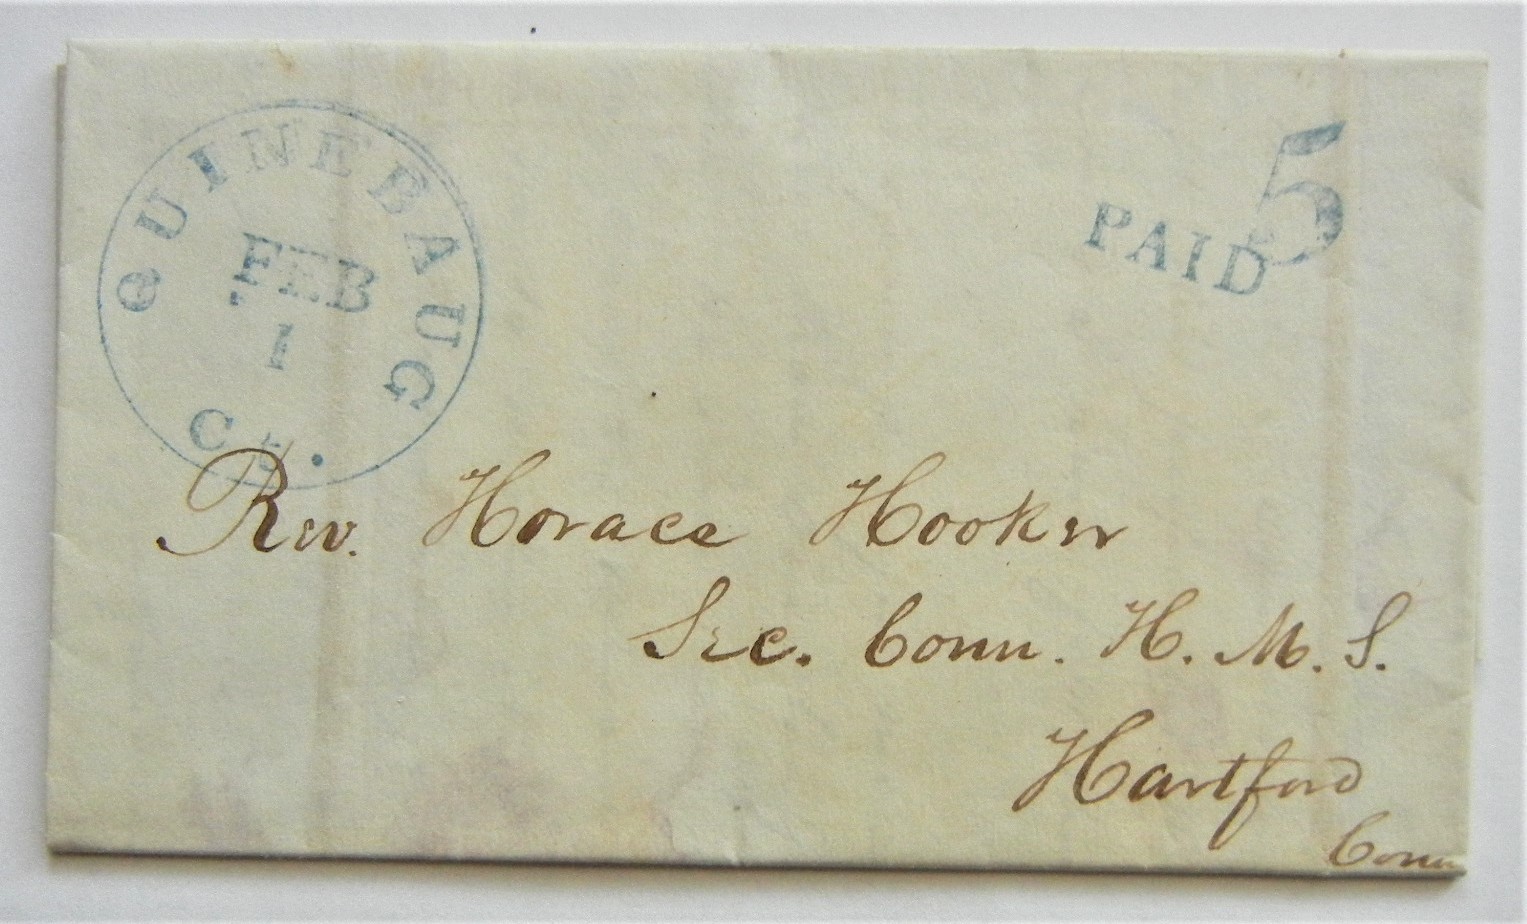 QUINEBAUG
FEB
1
Ct.
PAID
5
Rev. Horace Hooker
Sec. Conn. H. M. S.
Hartford
Conn